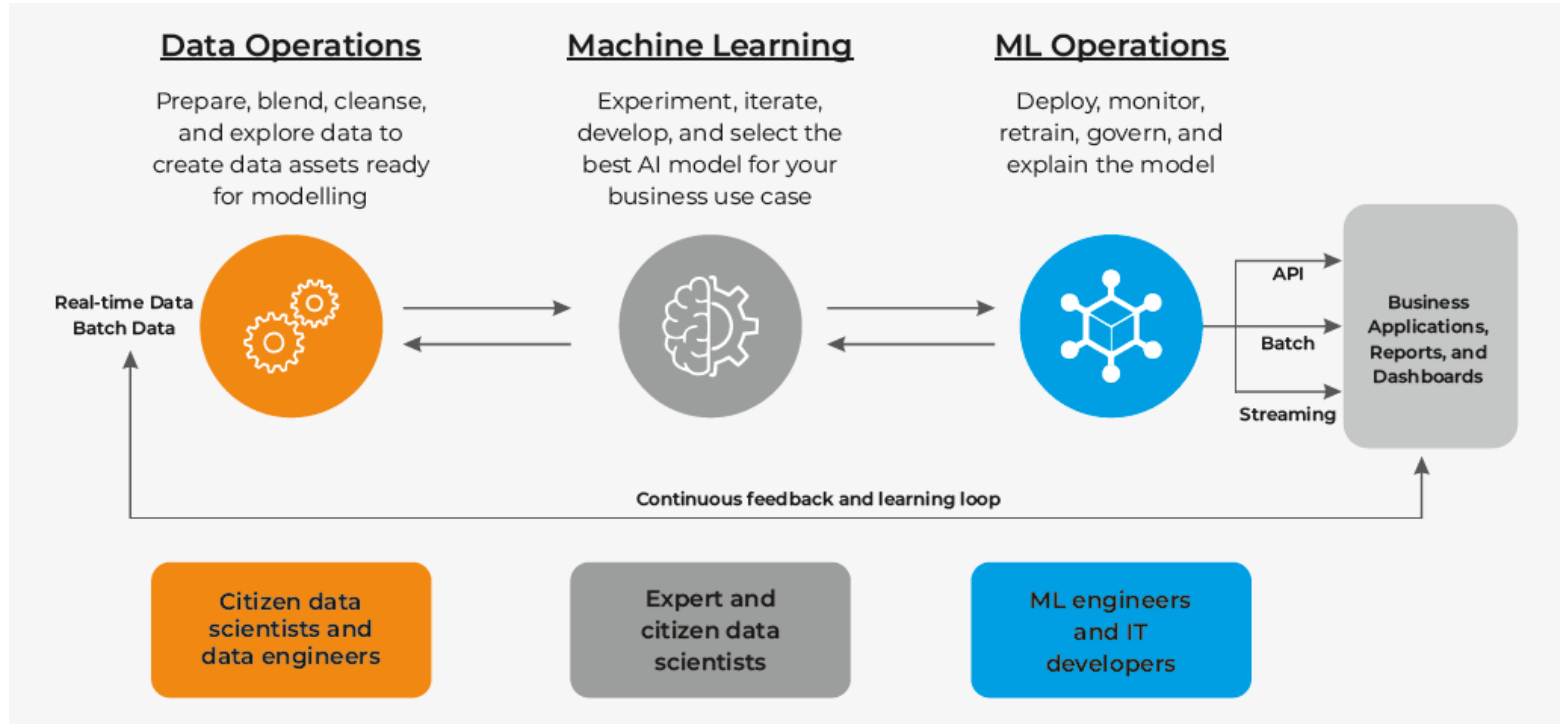 Data Operations
Prepare, blend, cleanse,
and explore data to
create data assets ready
for modelling
Machine Learning
Experiment, iterate,
develop, and select the
best AI model for your
business use case
ML Operations
Deploy, monitor,
retrain, govern, and
explain the model
Real-time Data
Batch Data
API
Batch
Streaming
Business
Applications,
Reports, and
Dashboards
Continuous feedback and learning loop
Citizen data
scientists and
data engineers
Expert and
citizen data
scientists
ML engineers
and IT
developers